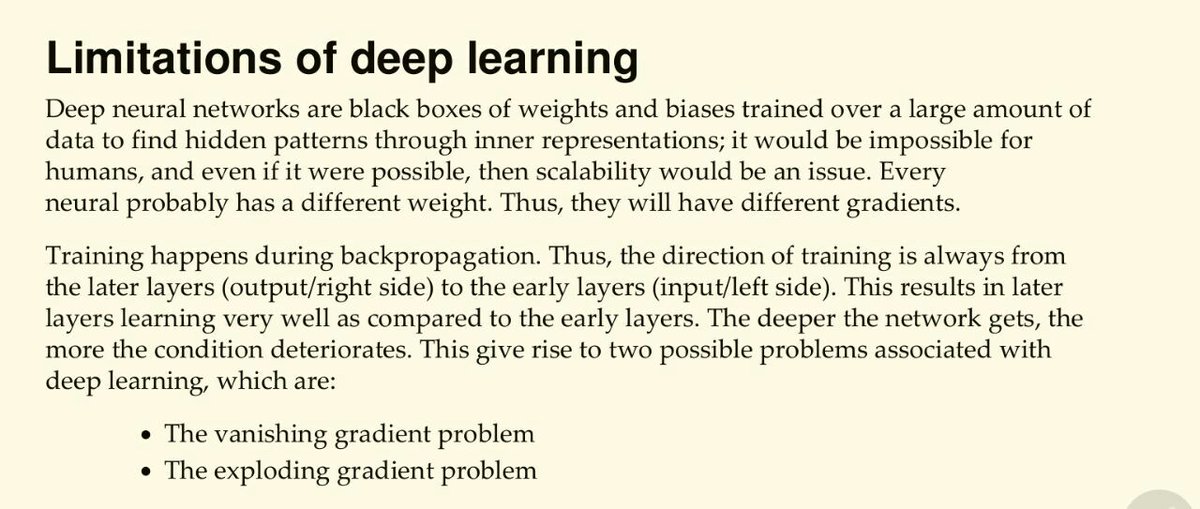 Limitations of deep learning
Deep neural networks are black boxes of weights and biases trained over a large amount of
data to find hidden patterns through inner representations; it would be impossible for
humans, and even if it were possible, then scalability would be an issue. Every
neural probably has a different weight. Thus, they will have different gradients.
Training happens during backpropagation. Thus, the direction of training is always from
the later layers (output/right side) to the early layers (input/left side). This results in later
layers learning very well as compared to the early layers. The deeper the network gets, the
more the condition deteriorates. This give rise to two possible problems associated with
deep learning, which are:
• The vanishing gradient problem
• The exploding gradient problem